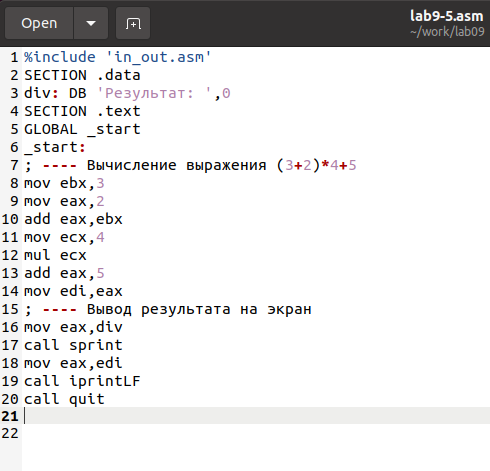 Open
lab9-5.asm
~/work/lab09
1 %include 'in_out.asm'
2 SECTION .data
3 div: DB 'Результат: ',0
4 SECTION .text
5 GLOBAL _start
6 _start:
7 ; ---- Вычисление выражения (3+2)*4+5
8 mov ebx,3
9 mov eax,2
10 add eax,ebx
11 mov ecx,4
12 mul ecx
13 add eax,5
14 mov edi,eax
15 ; ---- Вывод результата на экран
16 mov eax,div
17 call sprint
18 mov eax,edi
19 call iprintLF
20 call quit
21
22